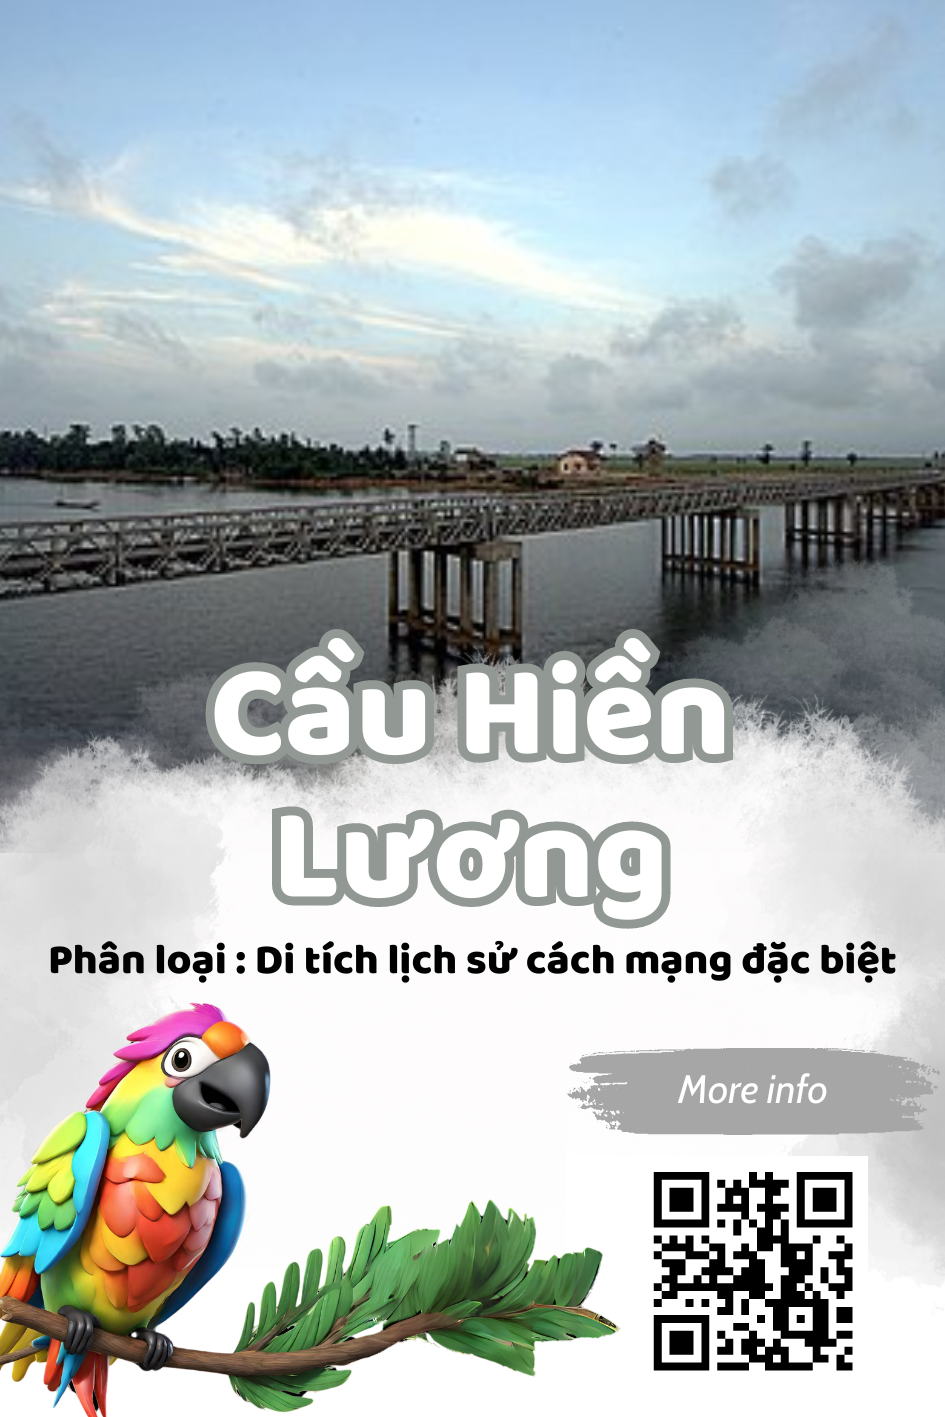 Cầu Hiền
Lương
Phân loại : Di tích lịch sử cách mạng đặc biệt
More info